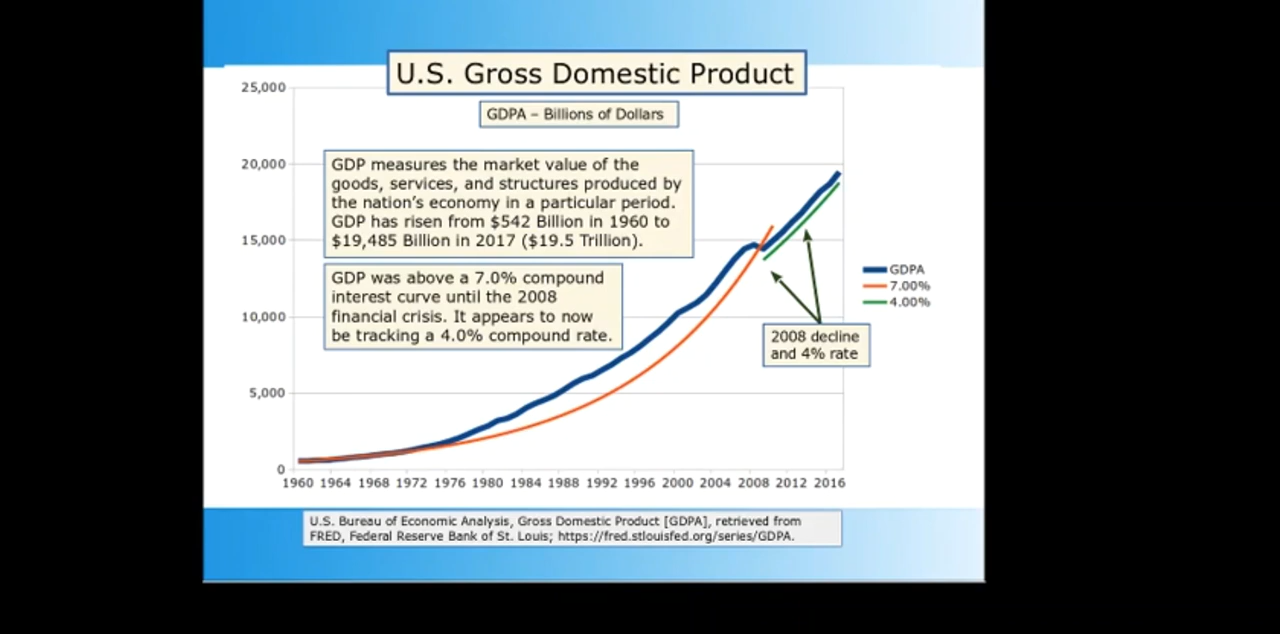 U.S. Gross Domestic Product
GDPA – Billions of Dollars
25,000
20,000
15,000
10,000
5,000
0
GDP measures the market value of the
goods, services, and structures produced by
the nation’s economy in a particular period.
GDP has risen from $542 Billion in 1960 to
$19,485 Billion in 2017 ($19.5 Trillion).
GDP was above a 7.0% compound
interest curve until the 2008
financial crisis. It appears to now
be tracking a 4.0% compound rate.
GDPA
7.00%
4.00%
2008 decline
and 4% rate
1960 1964 1968 1972 1976 1980 1984 1988 1992 1996 2000 2004 2008 2012 2016
U.S. Bureau of Economic Analysis, Gross Domestic Product [GDPA], retrieved from
FRED, Federal Reserve Bank of St. Louis; https://fred.stlouisfed.org/series/GDPA.